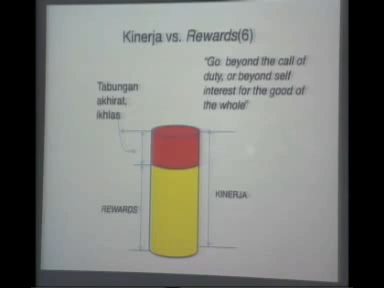 Kinerja vs. Rewards(6)
"Go beyond the call of
duty, or beyond self
interest for the good of
the whole"
Tabungan
akhirat,
ikhlas
REWARDS
KINERJA